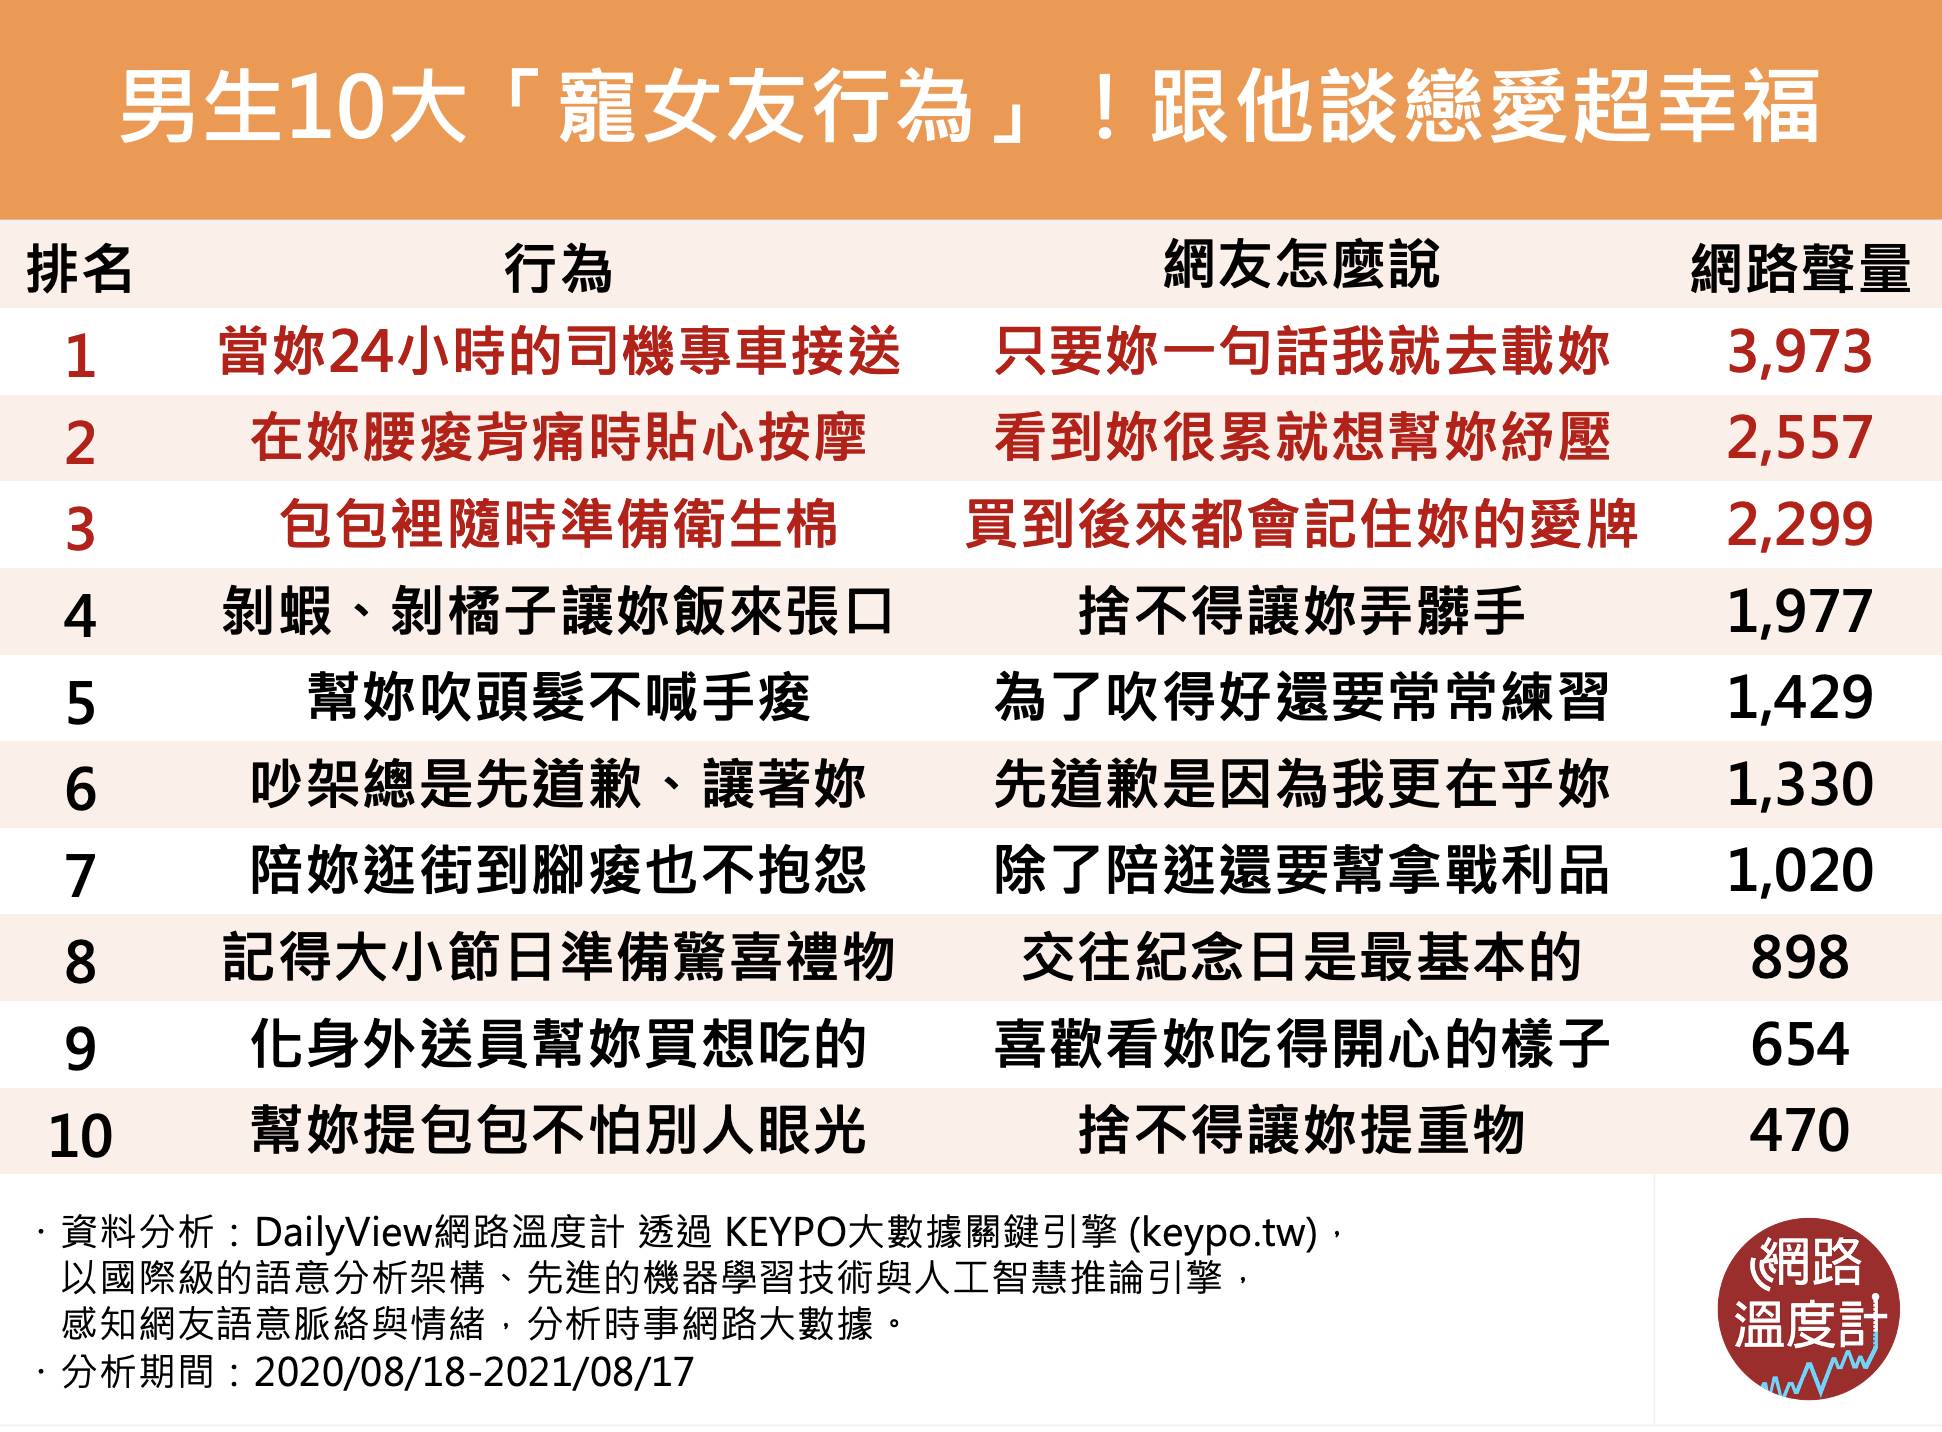 男生10大「寵女友行為」！跟他談戀愛超幸福
排名 行為 網友怎麼說 網路聲量
1 當妳24小時的司機專車接送 只要妳一句話我就去載妳 3,973
2 在妳腰痠背痛時貼心按摩 看到妳很累就想幫妳紓壓 2,557
3 包包裡隨時準備衛生棉 買到後來都會記住妳的愛牌 2,299
4 剝蝦、剝橘子讓妳飯來張口 捨不得讓妳弄髒手 1,977
5 幫妳吹頭髮不喊手痠 為了吹得好還要常常練習 1,429
6 吵架總是先道歉、讓著妳 先道歉是因為我更在乎妳 1,330
7 陪妳逛街到腳痠也不抱怨 除了陪逛還要幫拿戰利品 1,020
8 記得大小節日準備驚喜禮物 交往紀念日是最基本的 898
9 化身外送員幫妳買想吃的 喜歡看妳吃得開心的樣子 654
10 幫妳提包包不怕別人眼光 捨不得讓妳提重物 470
· 資料分析：DailyView網路溫度計 透過 KEYPO大數據關鍵引擎 (keypo.tw)，
以國際級的語意分析架構、先進的機器學習技術與人工智慧推論引擎，
感知網友語意脈絡與情緒，分析時事網路大數據。
· 分析期間：2020/08/18-2021/08/17
網路
溫度計